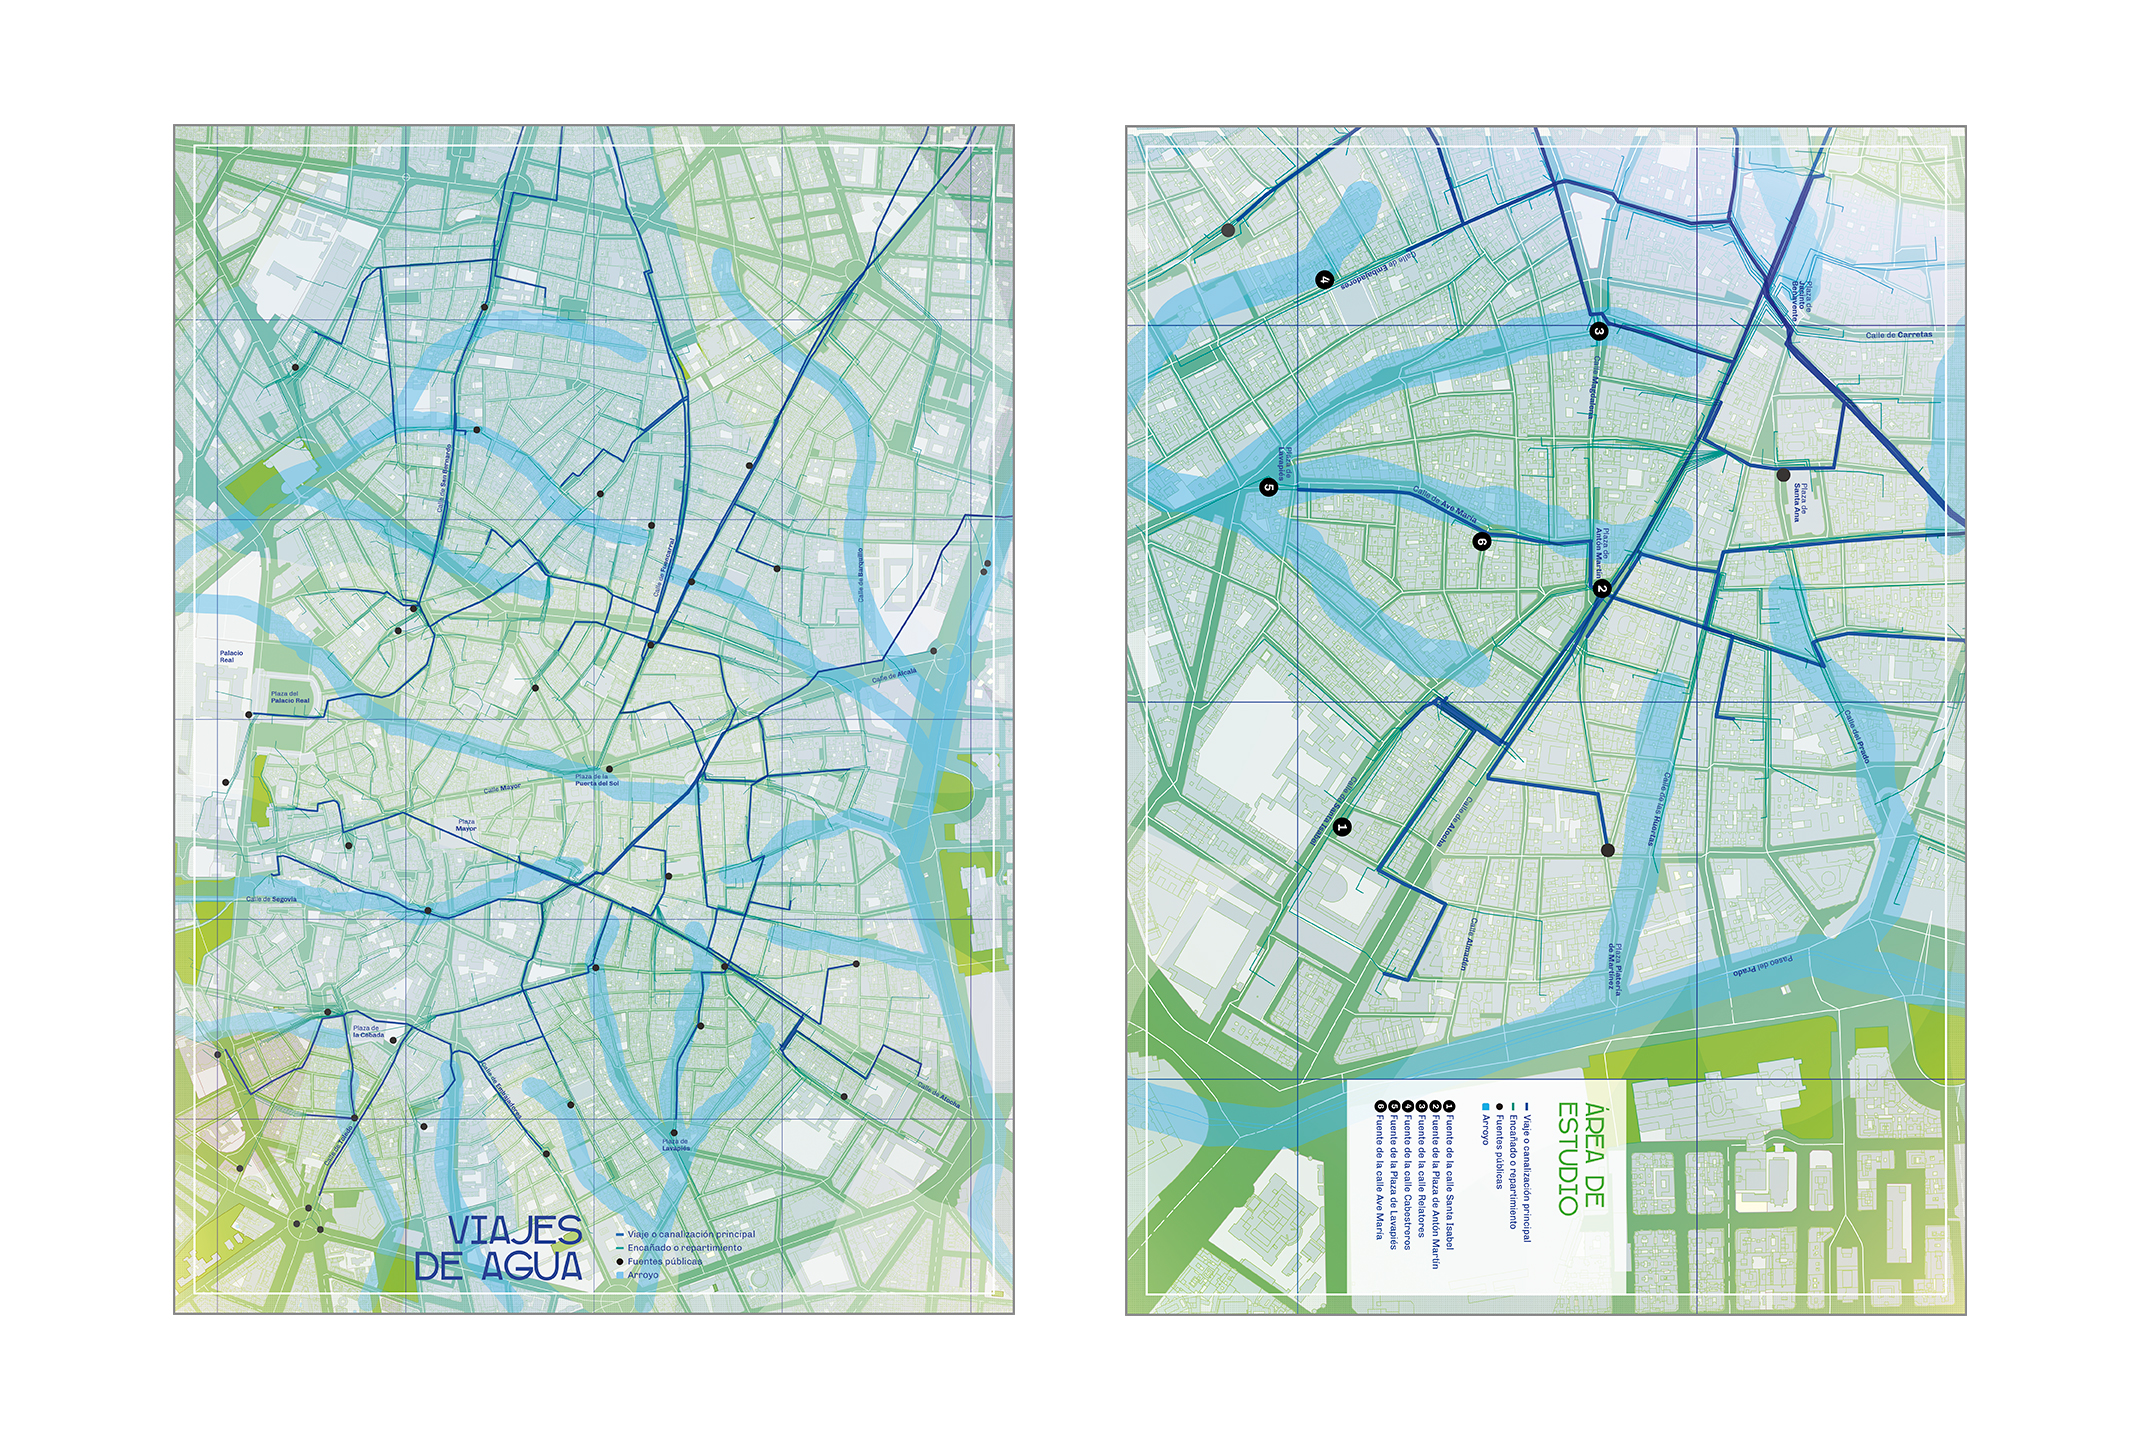 Calle de San Bernardo
Calle de Fuencarral
Calle de Barquillo
Palacio
Real
Plaza del
Palacio Real
Calle de Alcalá
Plaza de la
Puerta del Sol
Calle Mayor
Plaza
Mayor
Calle de Segovia
Plaza de
la Cebada
Calle de Embajadores
Calle de Toledo
Plaza de
Lavapiés
Calle de Atocha
VIAJES
DE AGUA
Viaje o canalización principal
Encañado o repartimiento
Fuentes públicas
Arroyo
Calle de Embajadores
4
Plaza de
Jacinto
Benavente
Calle de Carretas
3
Calle Magdalena
Plaza de
Lavapiés
5
Calle de Ave María
6
Plaza de
Santa Ana
Plaza de
Antón Martín
2
Calle del Prado
Calle de Santa Isabel
1
Calle de Atocha
Calle de las Huertas
Calle Almadén
Plaza Platería
de Martínez
Paseo del Prado
ÁREA DE
ESTUDIO
Viaje o canalización principal
Encañado o repartimiento
Fuentes públicas
Arroyo
1 Fuente de la calle Santa Isabel
2 Fuente de la Plaza de Antón Martín
3 Fuente de la calle Relatores
4 Fuente de la calle Cabestreros
5 Fuente de la Plaza de Lavapiés
6 Fuente de la calle Ave María